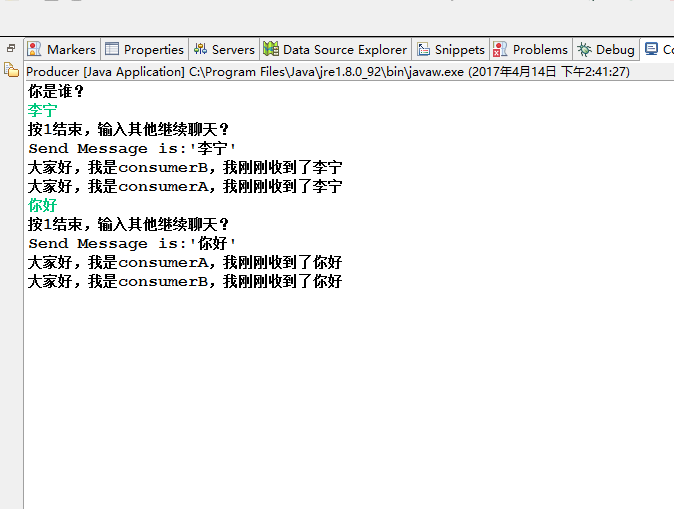 Markers Properties Servers Data Source Explorer Snippets Problems Debug
Producer [Java Application] C:\Program Files\Java\jre1.8.0_92\bin\javaw.exe (2017年4月14日 下午2:41:27)
你是谁？
李宁
按1结束，输入其他继续聊天？
Send Message is:'李宁'
大家好，我是consumerB，我刚刚收到了李宁
大家好，我是consumerA，我刚刚收到了李宁
你好
按1结束，输入其他继续聊天？
Send Message is:'你好'
大家好，我是consumerA，我刚刚收到了你好
大家好，我是consumerB，我刚刚收到了你好